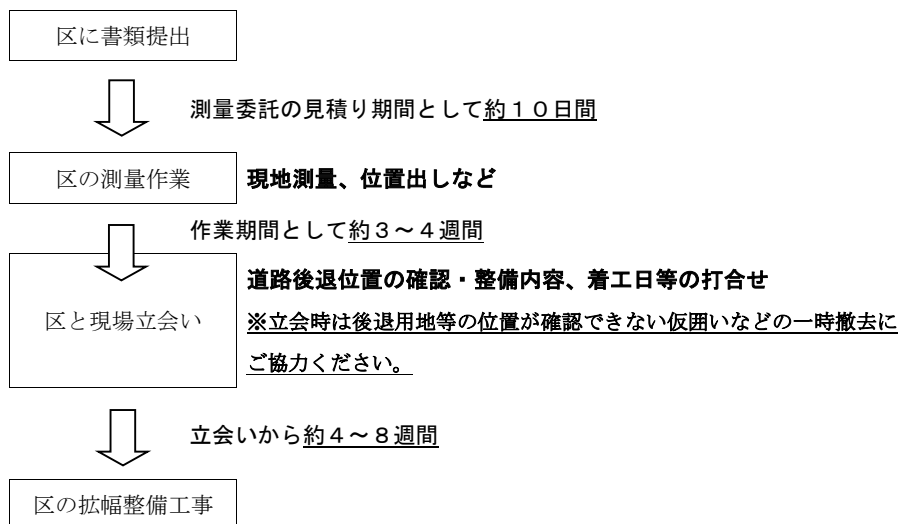 区に書類提出
測量委託の見積り期間として約１０日間
区の測量作業
現地測量、位置出しなど
作業期間として約３～４週間
道路後退位置の確認・整備内容、着工日等の打合せ
区と現場立会い
※立会時は後退用地等の位置が確認できない仮囲いなどの一時撤去に
ご協力ください。
立会いから約４～８週間
区の拡幅整備工事